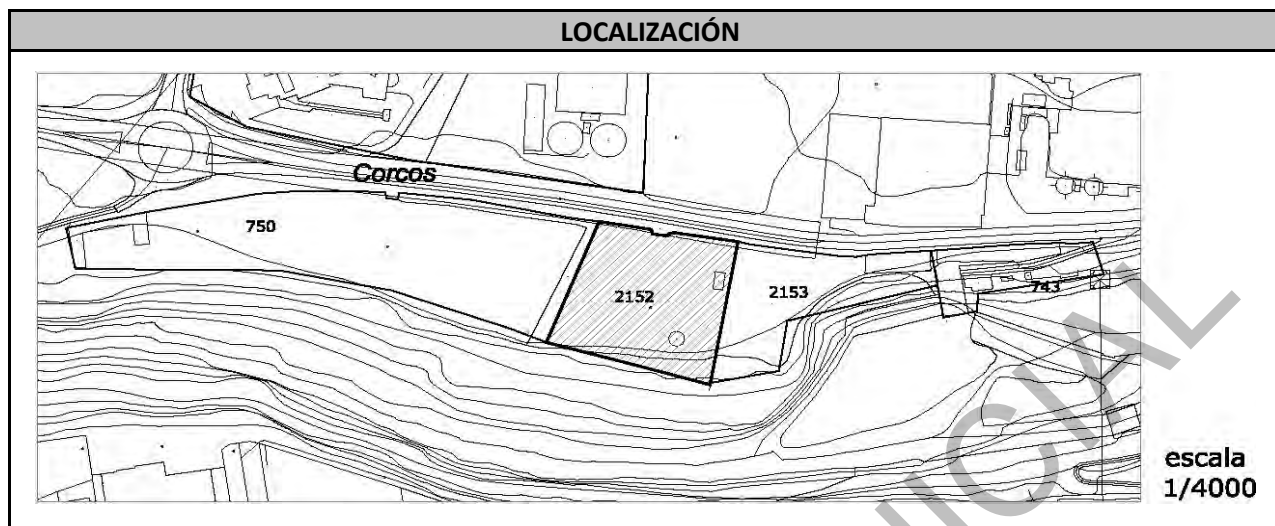 LOCALIZACIÓN
Corcos
750
2152
2153
743
escala
1/4000